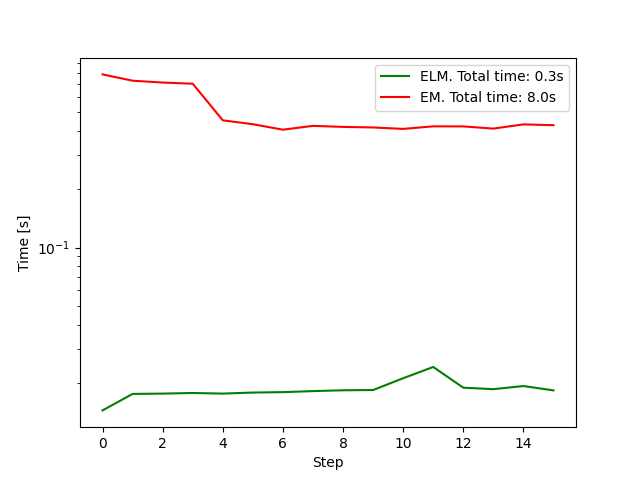 ELM. Total time: 0.3s
EM. Total time: 8.0s
Time [s]
10⁻¹
0 2 4 6 8 10 12 14
Step